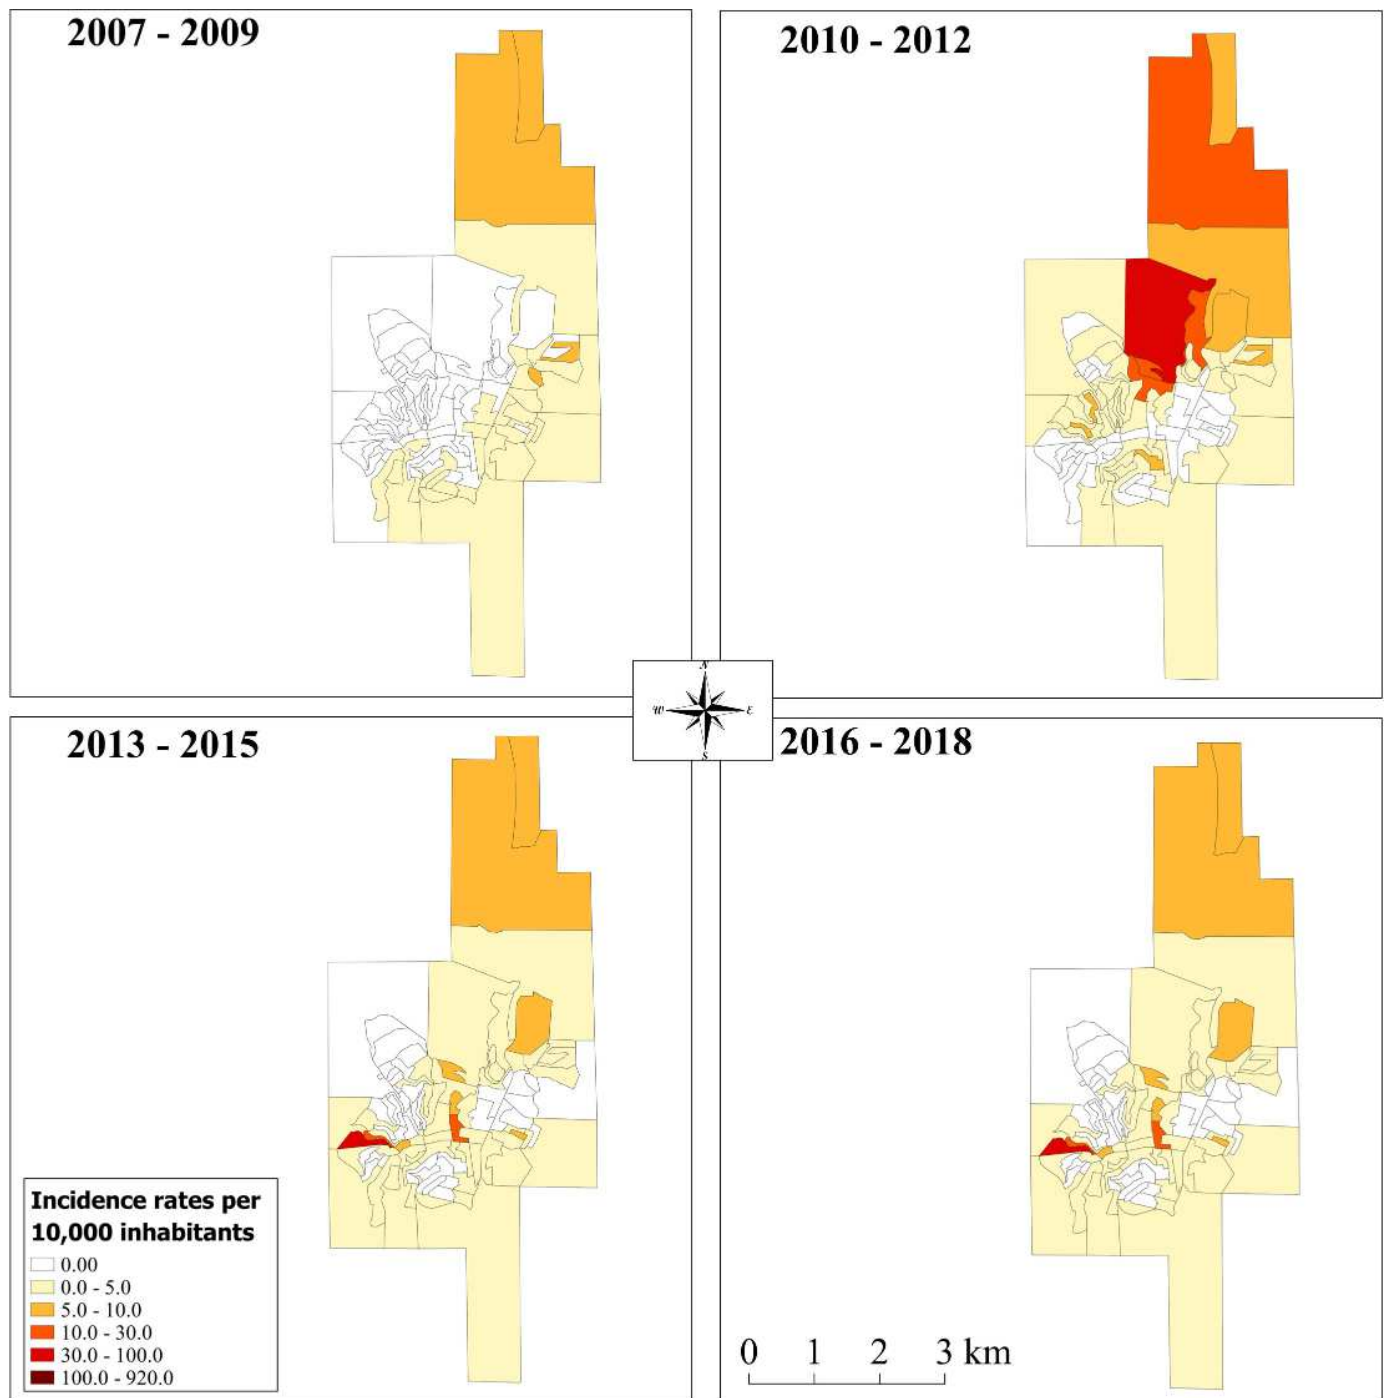 2007 - 2009
2010 - 2012
N
W
E
S
2013 - 2015
2016 - 2018
Incidence rates per
10,000 inhabitants
0.00
0.0 - 5.0
5.0 - 10.0
10.0 - 30.0
30.0 - 100.0
100.0 - 920.0
0 1 2 3 km